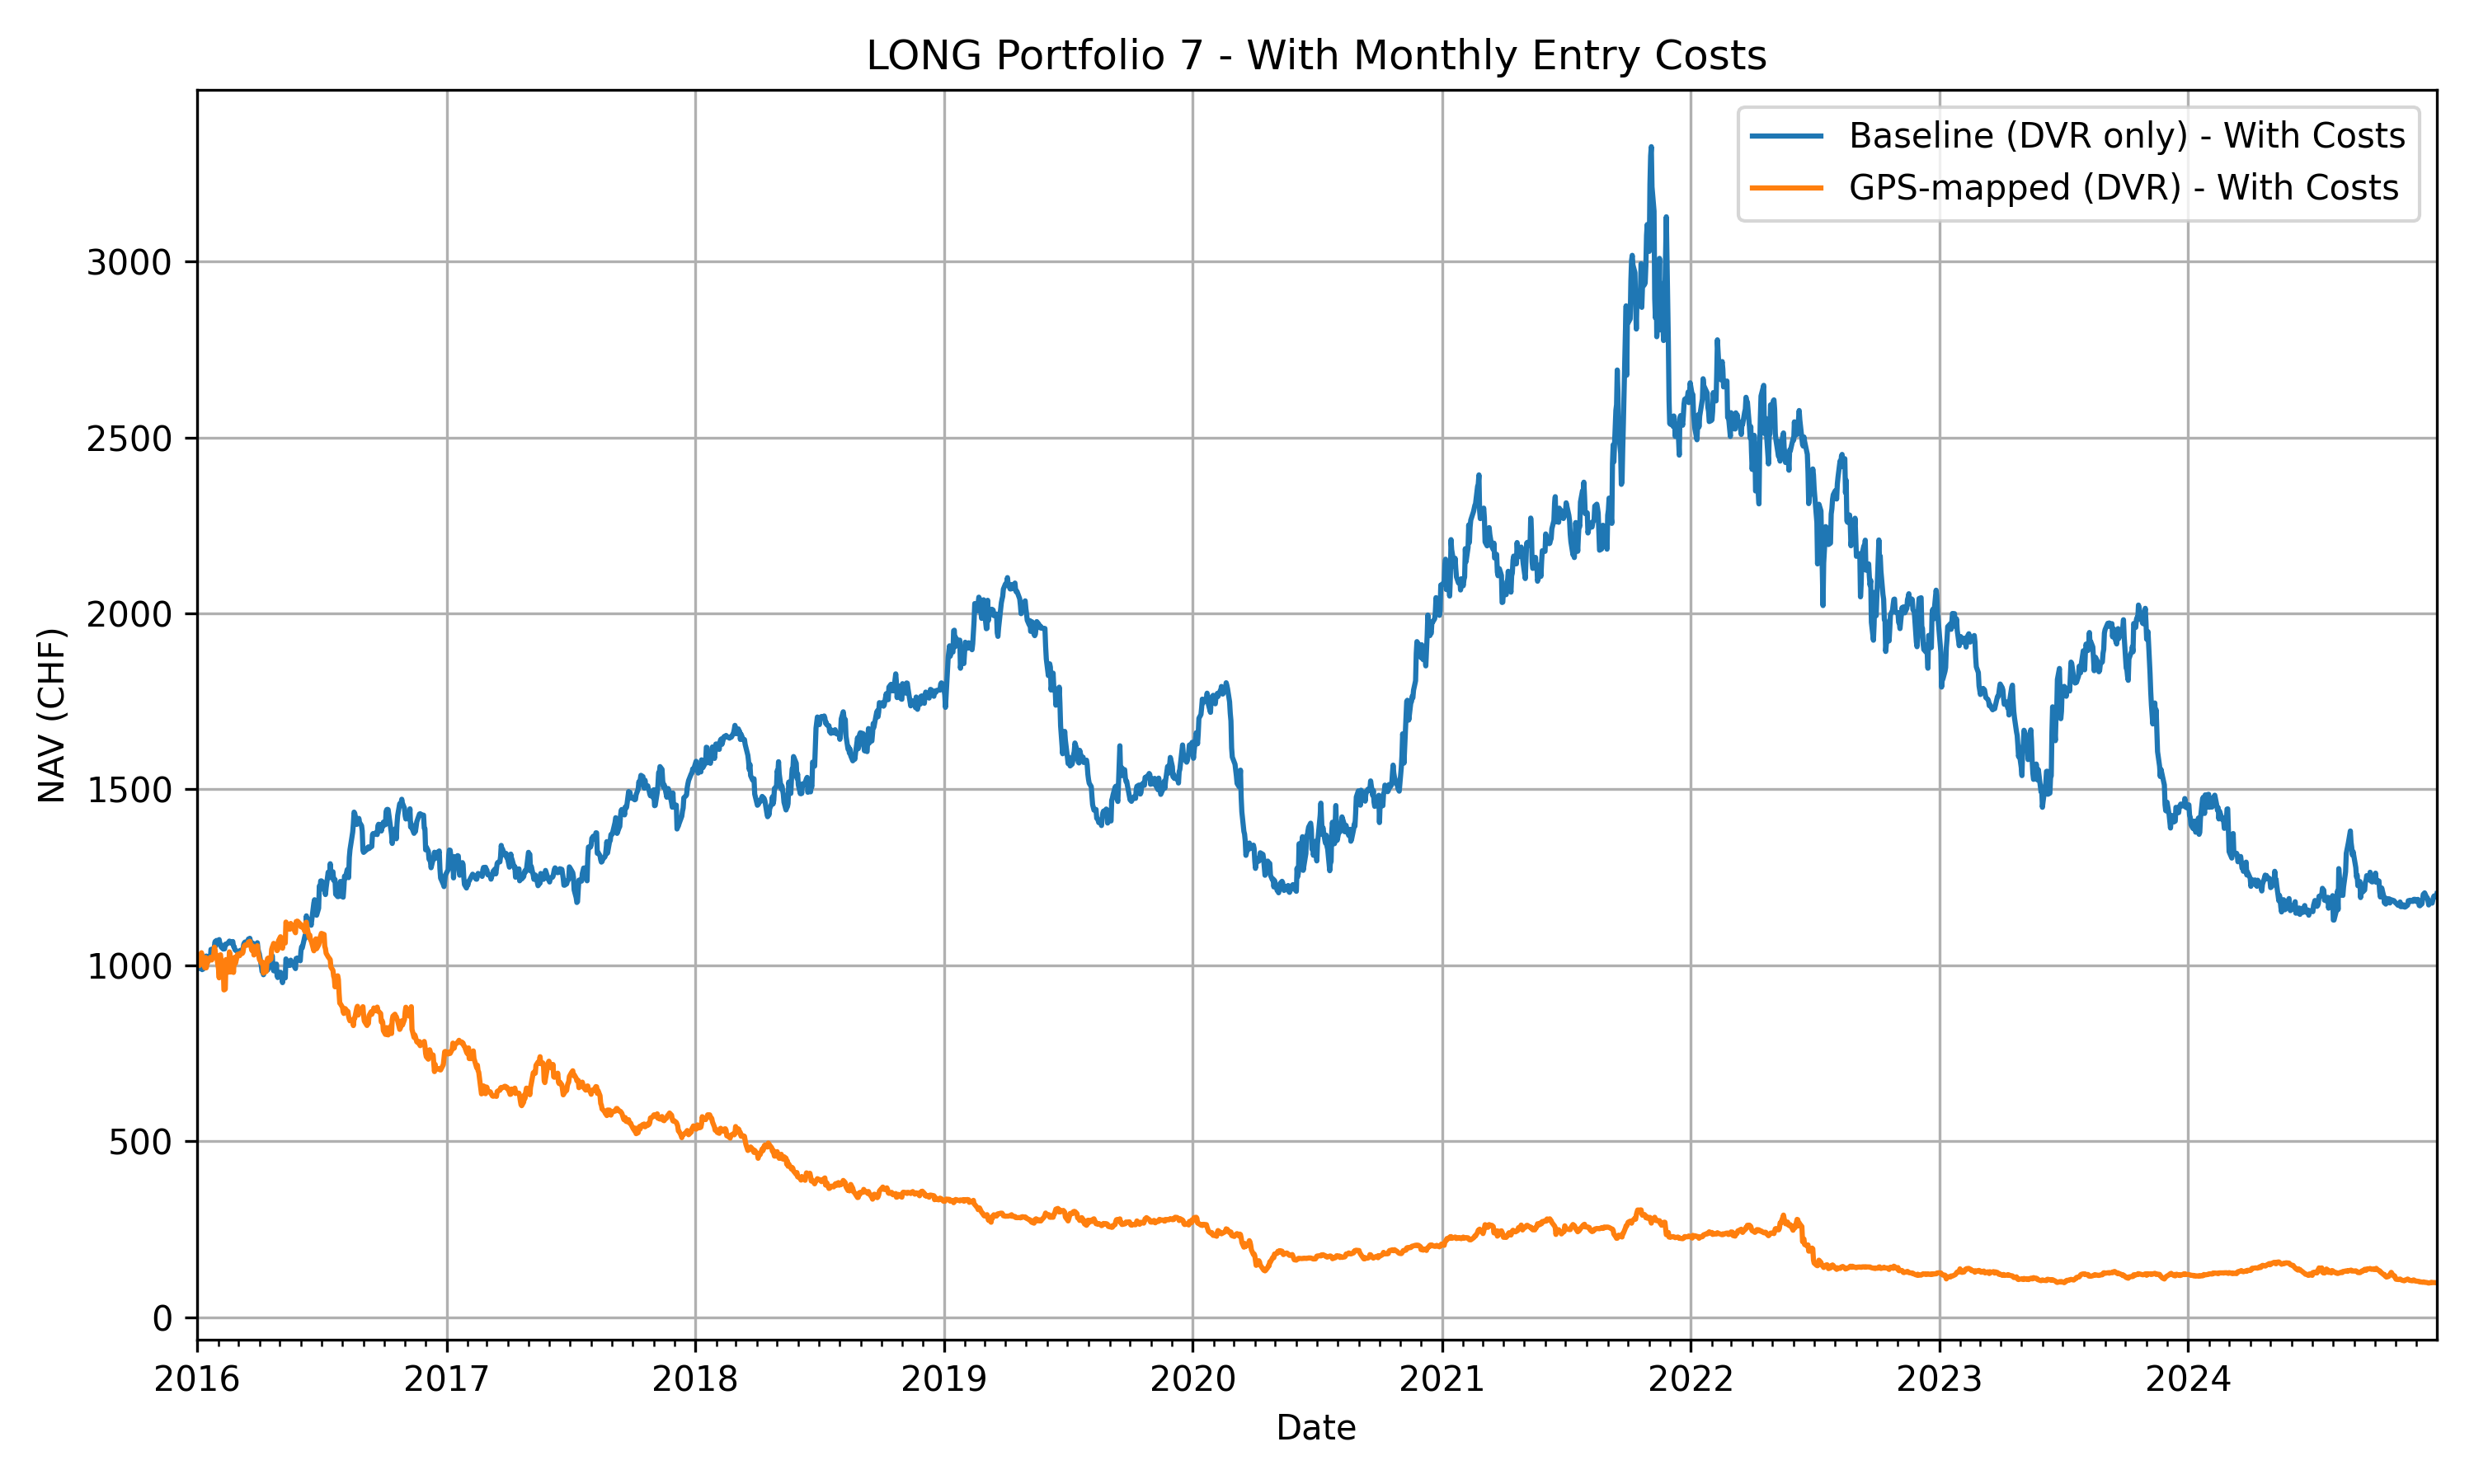 LONG Portfolio 7 - With Monthly Entry Costs
Baseline (DVR only) - With Costs
GPS-mapped (DVR) - With Costs
NAV (CHF)
3000
2500
2000
1500
1000
500
0
2016 2017 2018 2019 2020 2021 2022 2023 2024
Date